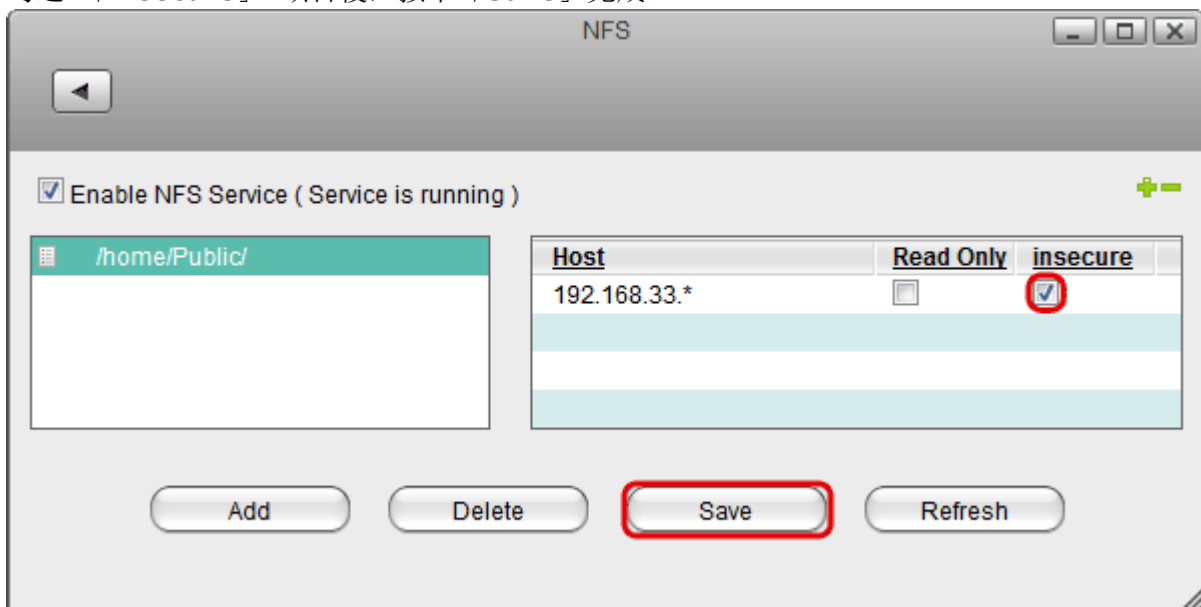 NFS
Enable NFS Service ( Service is running )
/home/Public/
Host Read Only insecure
192.168.33.*
Add Delete Save Refresh